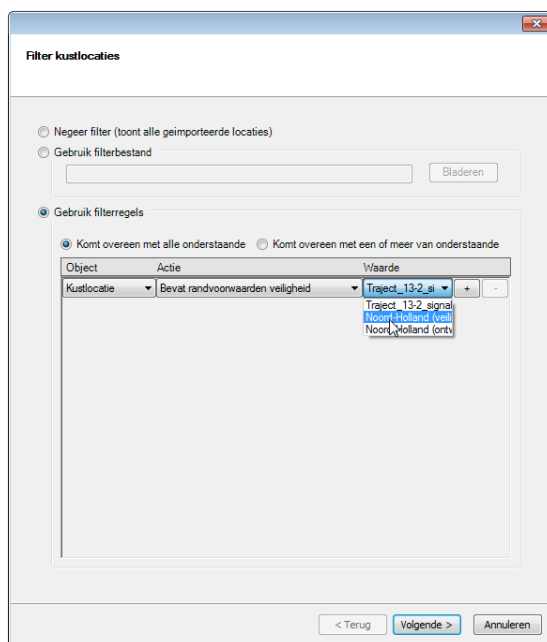 Filter kustlocaties
Negeer filter (toont alle geimporteerde locaties)
Gebruik filterbestand
Bladeren
Gebruik filterregels
Komt overeen met alle onderstaande Komt overeen met een of meer van onderstaande
Object Actie Waarde
Kustlocatie Bevat randvoorwaarden veiligheid Traject_13-2_si + -
Traject_13-2_signal
Noord-Holland (veili
Noord-Holland (ontv
< Terug Volgende > Annuleren